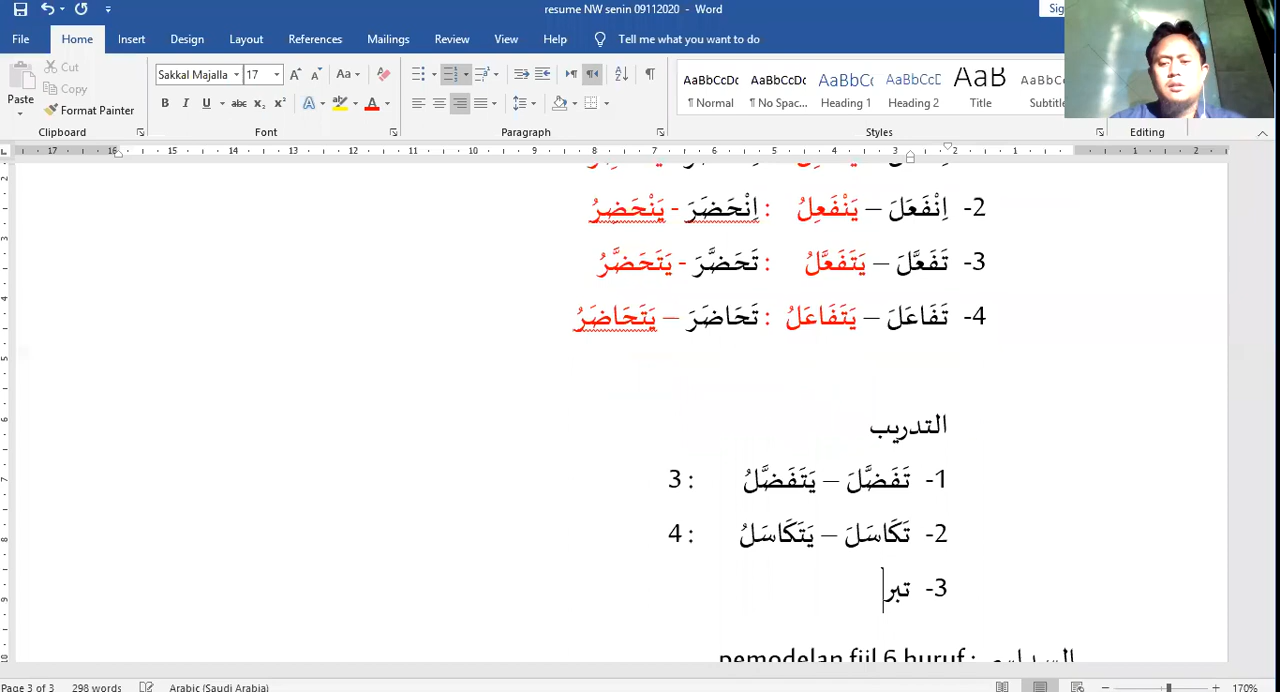 resume NW senin 09112020 - Word
File Home Insert Design Layout References Mailings Review View Help Tell me what you want to do
Paste Cut Copy Format Painter
Clipboard
Sakkal Majalla 17
Font
Paragraph
AaBbCcDc AaBbCcDc AaBbCc AaBbCcD AaB
¶ Normal ¶ No Spac... Heading 1 Heading 2 Title
Styles
Editing
2- اِنْفَعَلَ – يَنْفَعِلُ : اِنْحَضَرَ - يَنْحَضِرُ
3- تَفَعَّلَ – يَتَفَعَّلُ : تَحَضَّرَ - يَتَحَضَّرُ
4- تَفَاعَلَ – يَتَفَاعَلُ : تَحَاضَرَ – يَتَحَاضَرُ
التدريب
1- تَفَضَّلَ – يَتَفَضَّلُ : 3
2- تَكَاسَلَ – يَتَكَاسَلُ : 4
3- تبر
pemodelan fiil 6 huruf :
Page 3 of 3 298 words Arabic (Saudi Arabia) 170%